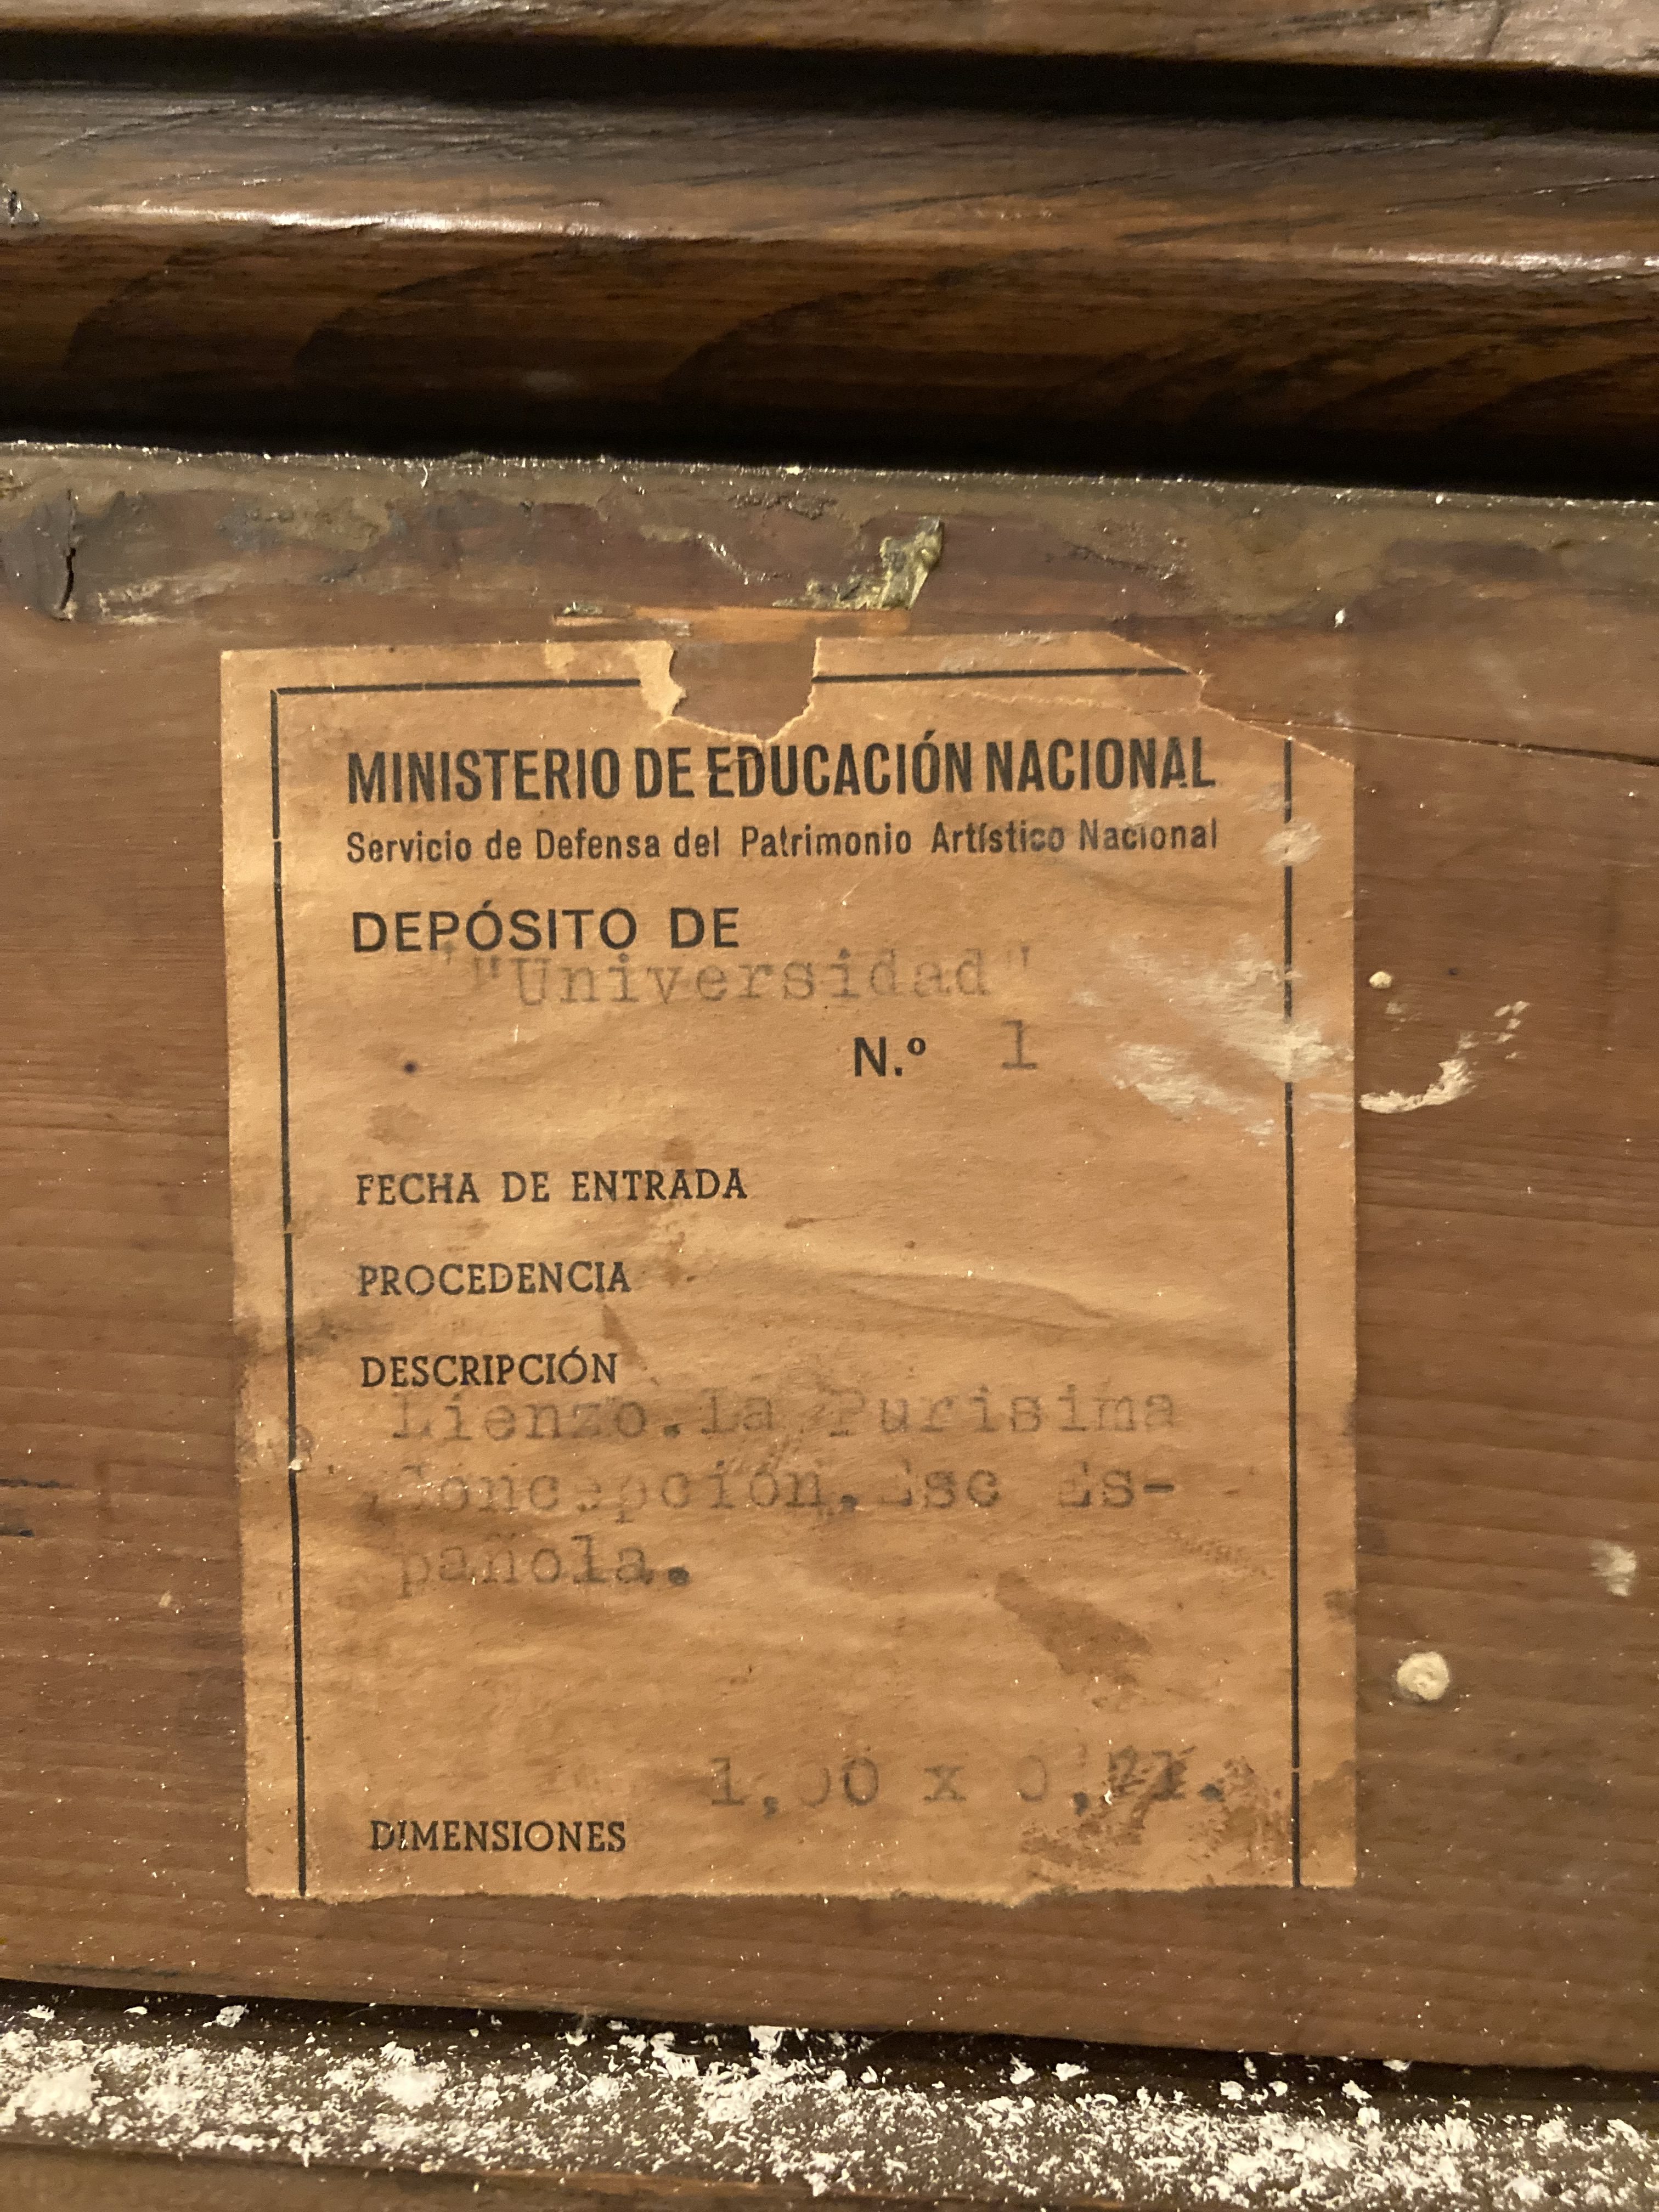 MINISTERIO DE EDUCACIÓN NACIONAL
Servicio de Defensa del Patrimonio Artístico Nacional
DEPÓSITO DE
"Universidad"
N.º 1
FECHA DE ENTRADA
PROCEDENCIA
DESCRIPCIÓN
Lienzo.la Purisima
Concepción.Esc Es-
pañola.
1,00 x
DIMENSIONES